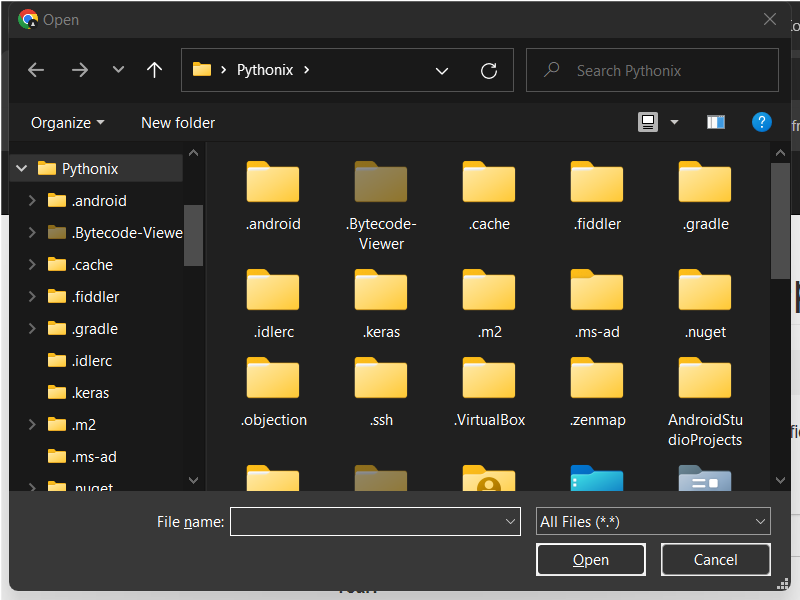 Open
Pythonix
Search Pythonix
Organize
New folder
?
Pythonix
.android
.Bytecode-Viewe
.cache
.fiddler
.gradle
.idlerc
.keras
.m2
.ms-ad
.nuget
.android
.Bytecode-
Viewer
.cache
.fiddler
.gradle
.idlerc
.keras
.m2
.ms-ad
.nuget
.objection
.ssh
.VirtualBox
.zenmap
AndroidStu
dioProjects
File name:
All Files (*.*)
Open
Cancel